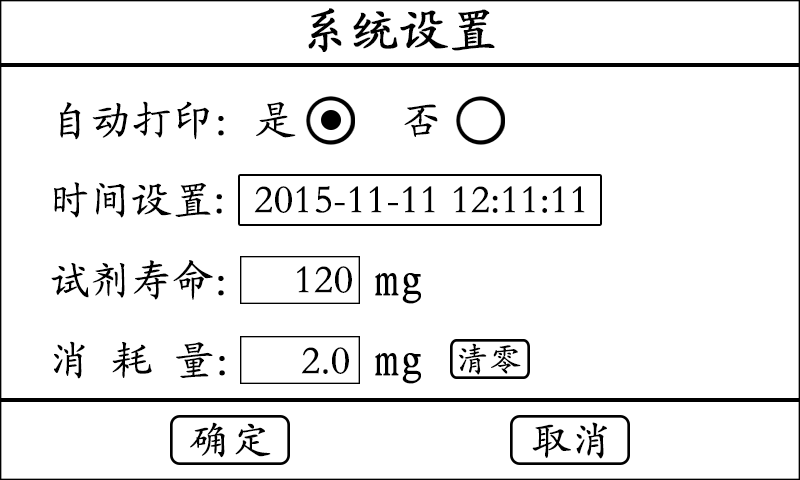 系统设置
自动打印: 是 否
时间设置: 2015-11-11 12:11:11
试剂寿命: 120 mg
消 耗 量: 2.0 mg 清零
确定 取消